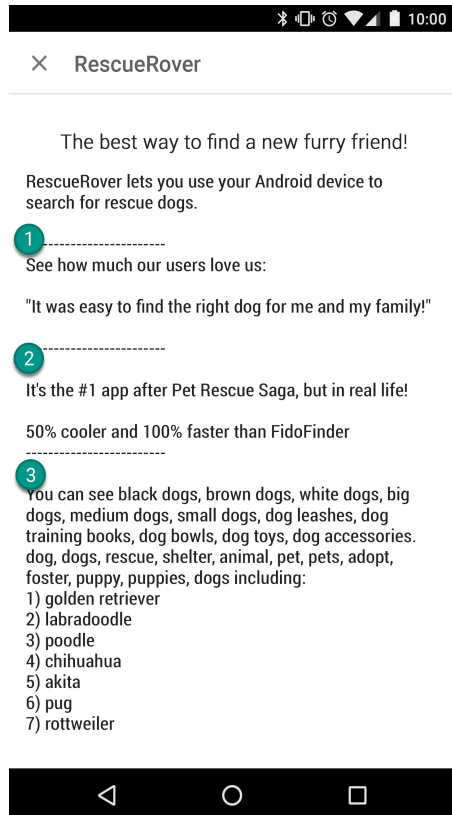 10:00
RescueRover
The best way to find a new furry friend!
RescueRover lets you use your Android device to
search for rescue dogs.
1 ----------------------
See how much our users love us:
"It was easy to find the right dog for me and my family!"
2 ----------------------
It's the #1 app after Pet Rescue Saga, but in real life!
50% cooler and 100% faster than FidoFinder
-------------------------
3
You can see black dogs, brown dogs, white dogs, big
dogs, medium dogs, small dogs, dog leashes, dog
training books, dog bowls, dog toys, dog accessories.
dog, dogs, rescue, shelter, animal, pet, pets, adopt,
foster, puppy, puppies, dogs including:
1) golden retriever
2) labradoodle
3) poodle
4) chihuahua
5) akita
6) pug
7) rottweiler